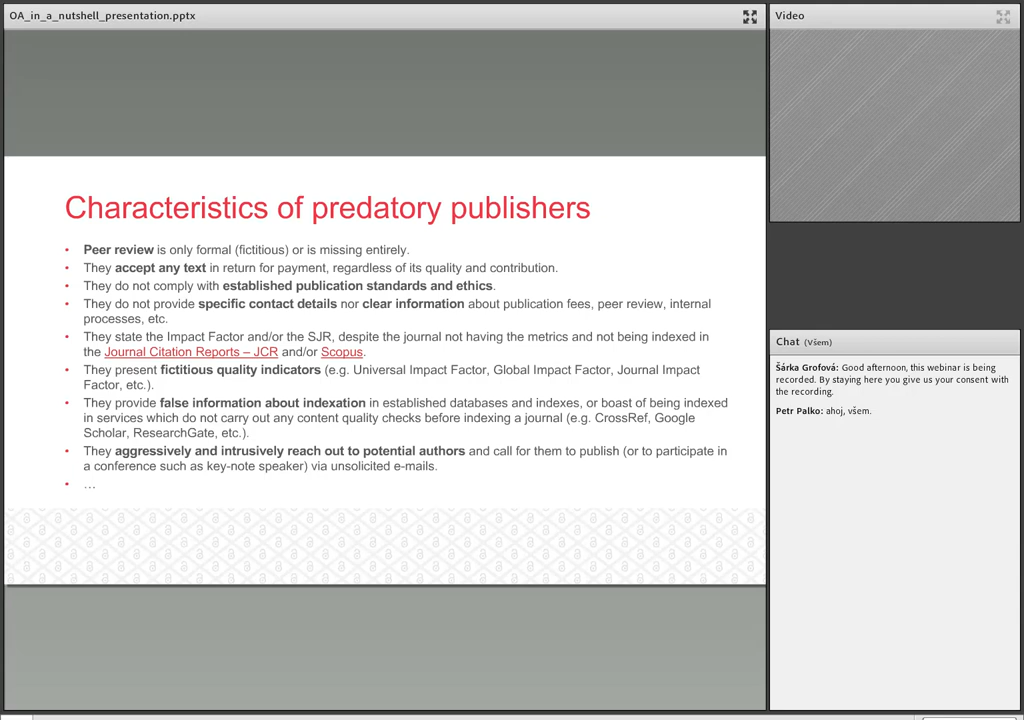 OA_in_a_nutshell_presentation.pptx
Characteristics of predatory publishers
• Peer review is only formal (fictitious) or is missing entirely.
• They accept any text in return for payment, regardless of its quality and contribution.
• They do not comply with established publication standards and ethics.
• They do not provide specific contact details nor clear information about publication fees, peer review, internal
processes, etc.
• They state the Impact Factor and/or the SJR, despite the journal not having the metrics and not being indexed in
the Journal Citation Reports – JCR and/or Scopus.
• They present fictitious quality indicators (e.g. Universal Impact Factor, Global Impact Factor, Journal Impact
Factor, etc.).
• They provide false information about indexation in established databases and indexes, or boast of being indexed
in services which do not carry out any content quality checks before indexing a journal (e.g. CrossRef, Google
Scholar, ResearchGate, etc.).
• They aggressively and intrusively reach out to potential authors and call for them to publish (or to participate in
a conference such as key-note speaker) via unsolicited e-mails.
• …
Video
Chat (Všem)
Šárka Grofová: Good afternoon, this webinar is being
recorded. By staying here you give us your consent with
the recording.
Petr Palko: ahoj, všem.